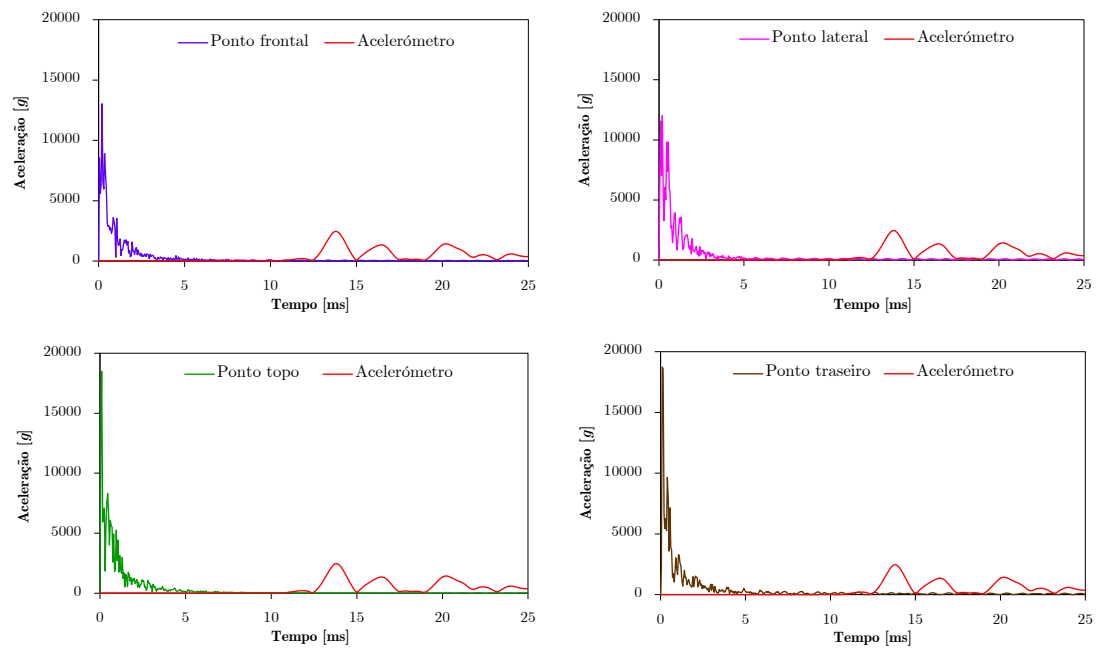 Ponto frontal Acelerómetro
Aceleração [g]
20000
15000
10000
5000
0
0 5 10 15 20 25
Tempo [ms]
Ponto lateral Acelerómetro
Aceleração [g]
20000
15000
10000
5000
0
0 5 10 15 20 25
Tempo [ms]
Ponto topo Acelerómetro
Aceleração [g]
20000
15000
10000
5000
0
0 5 10 15 20 25
Tempo [ms]
Ponto traseiro Acelerómetro
Aceleração [g]
20000
15000
10000
5000
0
0 5 10 15 20 25
Tempo [ms]